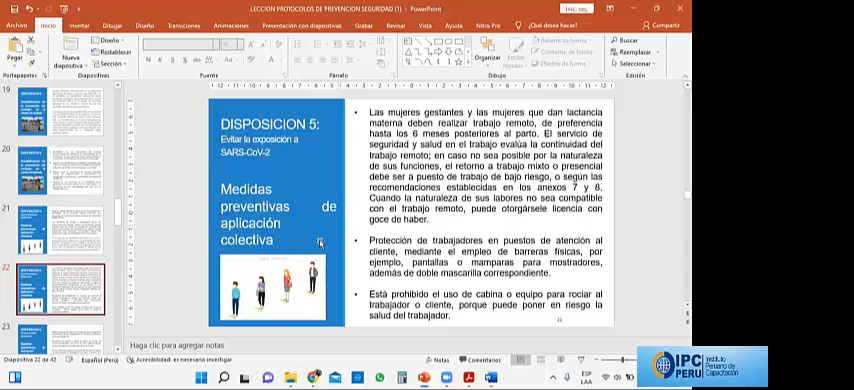 LECCION PROTOCOLOS DE PREVENCION SEGURIDAD (1) - PowerPoint
Inic. ses.
Archivo Inicio Insertar Dibujar Diseño Transiciones Animaciones Presentación con diapositivas Grabar Revisar Vista Ayuda Nitro Pro ¿Qué desea hacer? Compartir
Pegar
Nueva diapositiva
Diseño
Restablecer
Sección
Organizar
Estilos rápidos
Relleno de forma
Contorno de forma
Efectos de forma
Buscar
Reemplazar
Seleccionar
Portapapeles Diapositivas Fuente Párrafo Dibujo Edición
19
20
21
22
23
DISPOSICION 5:
Evitar la exposición a
SARS-CoV-2
Medidas
preventivas de
aplicación
colectiva
• Las mujeres gestantes y las mujeres que dan lactancia
materna deben realizar trabajo remoto, de preferencia
hasta los 6 meses posteriores al parto. El servicio de
seguridad y salud en el trabajo evalúa la continuidad del
trabajo remoto; en caso no sea posible por la naturaleza
de sus funciones, el retorno a trabajo mixto o presencial
debe ser a puesto de trabajo de bajo riesgo, o según las
recomendaciones establecidas en los anexos 7 y 8.
Cuando la naturaleza de sus labores no sea compatible
con el trabajo remoto, puede otorgársele licencia con
goce de haber.
• Protección de trabajadores en puestos de atención al
cliente, mediante el empleo de barreras físicas, por
ejemplo, pantallas o mamparas para mostradores,
además de doble mascarilla correspondiente.
• Está prohibido el uso de cabina o equipo para rociar al
trabajador o cliente, porque puede poner en riesgo la
salud del trabajador.
22
Haga clic para agregar notas
Diapositiva 22 de 42 Español (Perú) Accesibilidad: es necesario investigar Notas Comentarios
ESP
LAA
IPC
PERU
Instituto
Peruano de
Capacitación